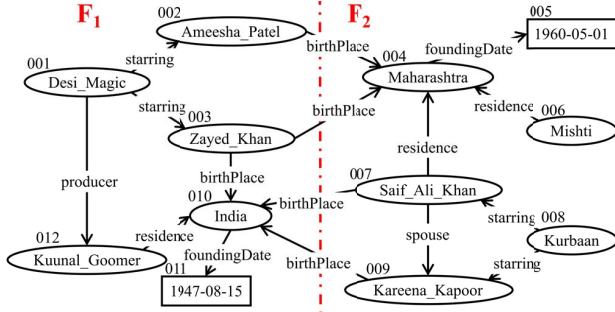 F1
F2
002
005
Ameesha_Patel
1960-05-01
001
starring
birthPlace
004
foundingDate
Desi_Magic
Maharashtra
starring
003
birthPlace
residence
006
Zayed_Khan
Mishti
residence
producer
birthPlace
007
010
birthPlace
Saif_Ali_Khan
India
starring
008
012
residence
spouse
Kurbaan
Kuunal_Goomer
foundingDate
birthPlace
starring
011
009
1947-08-15
Kareena_Kapoor